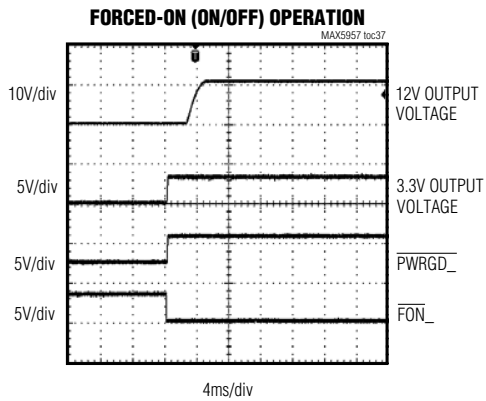 FORCED-ON (ON/OFF) OPERATION
MAX5957 toc37
10V/div
12V OUTPUT
VOLTAGE
5V/div
3.3V OUTPUT
VOLTAGE
5V/div
PWRGD_
5V/div
FON_
4ms/div